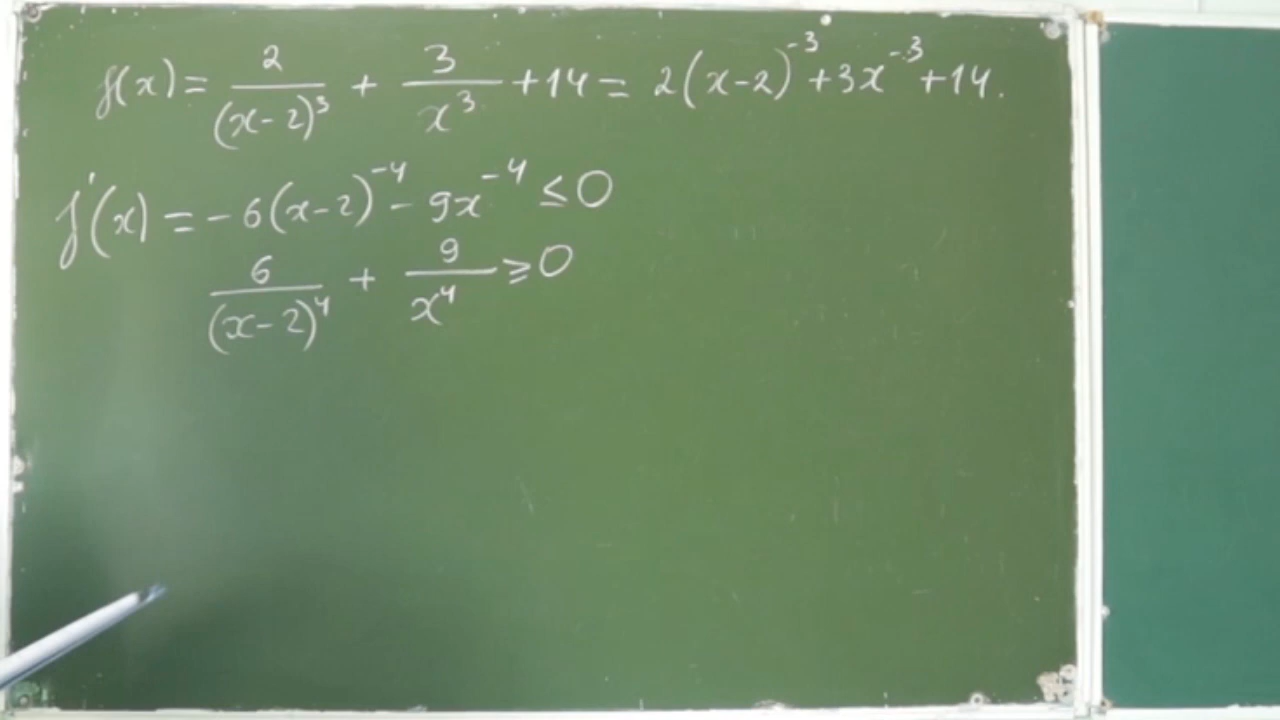 f(x) = 2/(x-2)³ + 3/x³ + 14 = 2(x-2)⁻³ + 3x⁻³ + 14.
f'(x) = -6(x-2)⁻⁴ - 9x⁻⁴ ≤ 0
6/(x-2)⁴ + 9/x⁴ ≥ 0